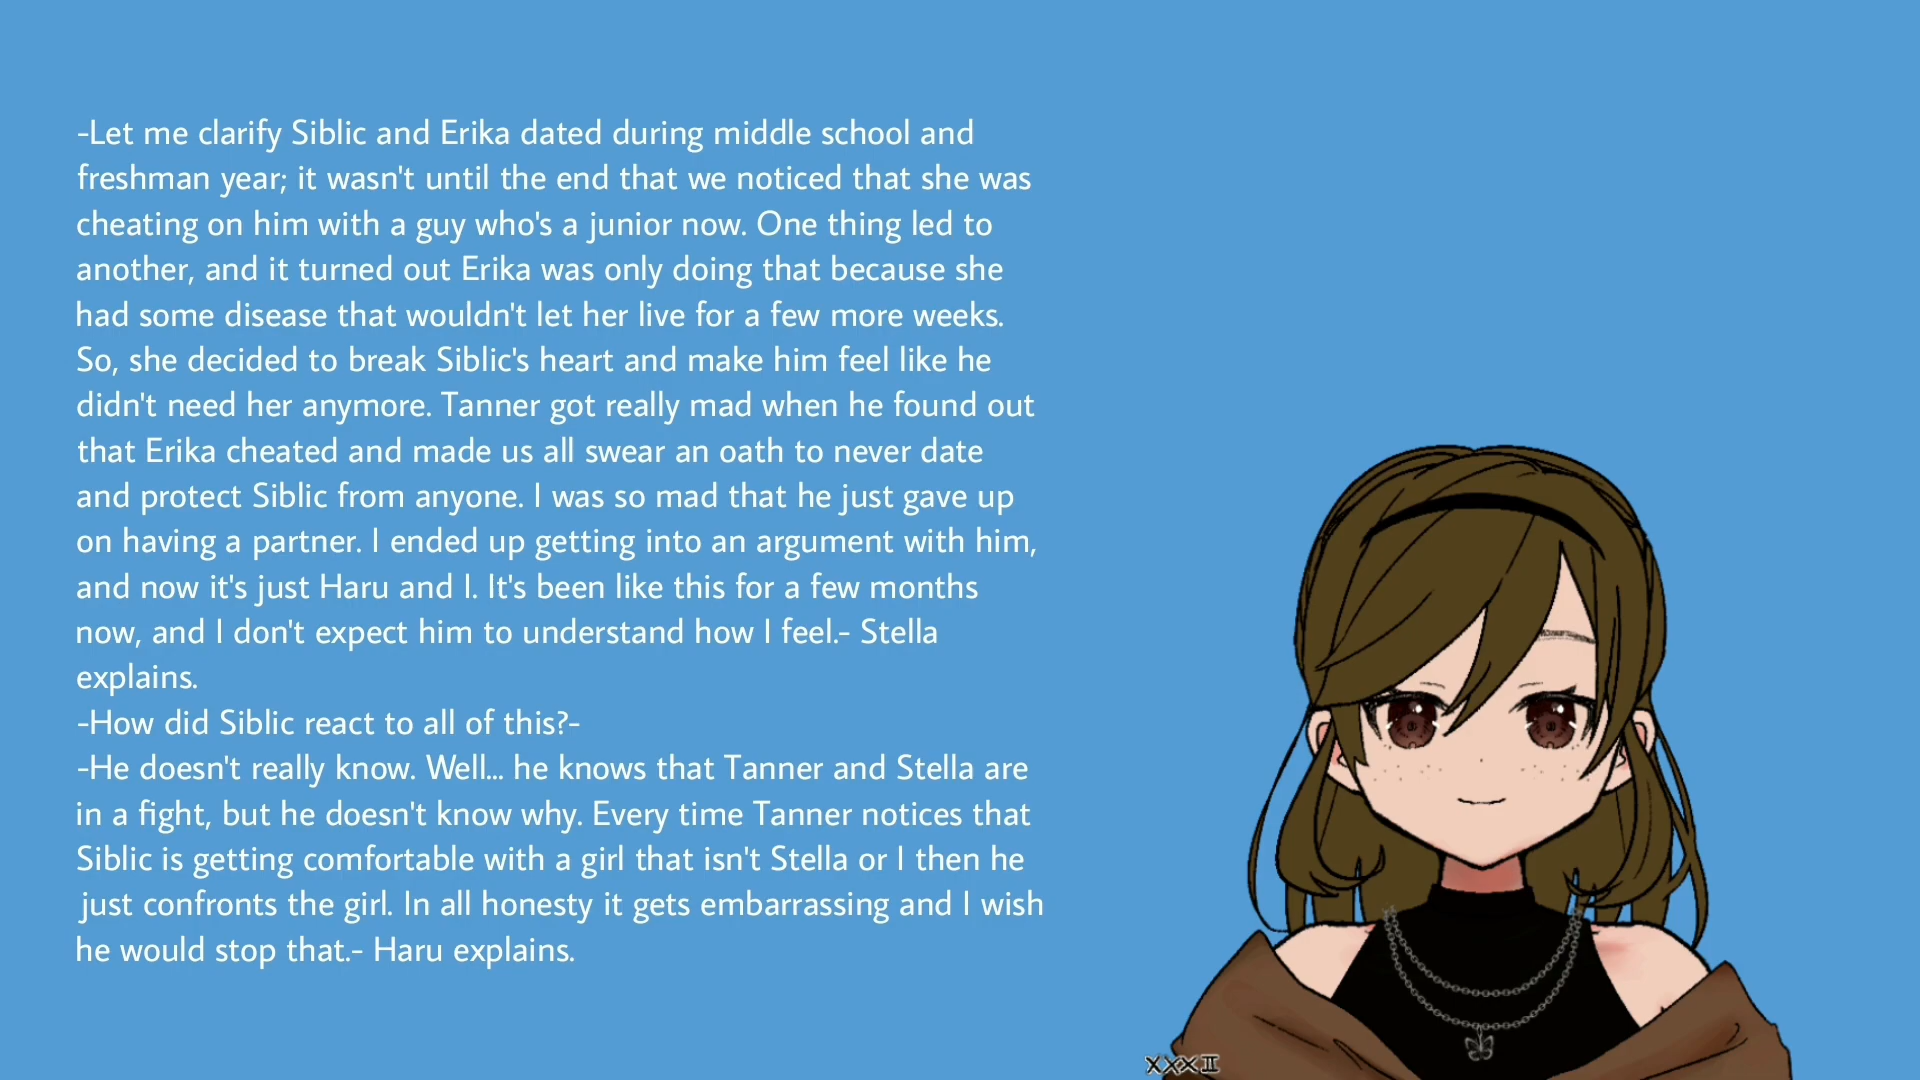 -Let me clarify Siblic and Erika dated during middle school and
freshman year; it wasn't until the end that we noticed that she was
cheating on him with a guy who's a junior now. One thing led to
another, and it turned out Erika was only doing that because she
had some disease that wouldn't let her live for a few more weeks.
So, she decided to break Siblic's heart and make him feel like he
didn't need her anymore. Tanner got really mad when he found out
that Erika cheated and made us all swear an oath to never date
and protect Siblic from anyone. I was so mad that he just gave up
on having a partner. I ended up getting into an argument with him,
and now it's just Haru and I. It's been like this for a few months
now, and I don't expect him to understand how I feel.- Stella
explains.
-How did Siblic react to all of this?-
-He doesn't really know. Well... he knows that Tanner and Stella are
in a fight, but he doesn't know why. Every time Tanner notices that
Siblic is getting comfortable with a girl that isn't Stella or I then he
just confronts the girl. In all honesty it gets embarrassing and I wish
he would stop that.- Haru explains.
XXXII